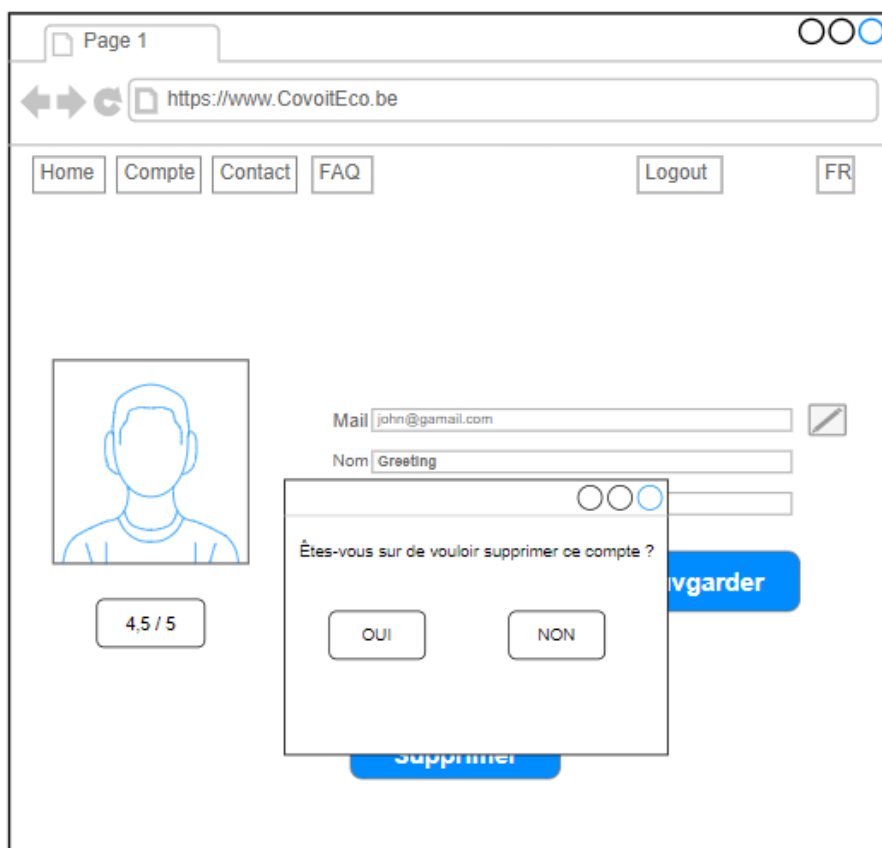 Page 1
https://www.CovoitEco.be
Home Compte Contact FAQ Logout FR
Mail john@gamail.com
Nom Greeting
Êtes-vous sur de vouloir supprimer ce compte ?
vgarder
4,5 / 5
OUI NON
Supprimer